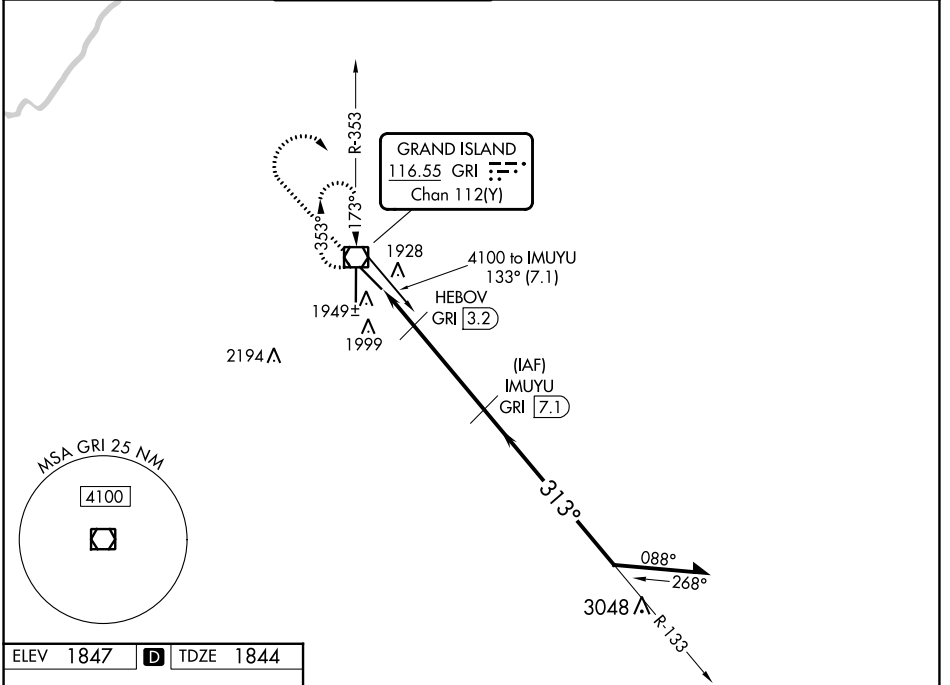 R-353
GRAND ISLAND
116.55 GRI
Chan 112(Y)
353°
173°
1928
4100 to IMUYU
133° (7.1)
HEBOV
GRI 3.2
1949±
1999
2194
(IAF)
IMUYU
GRI 7.1
MSA GRI 25 NM
4100
313°
088°
268°
3048
R-133
ELEV 1847 D TDZE 1844